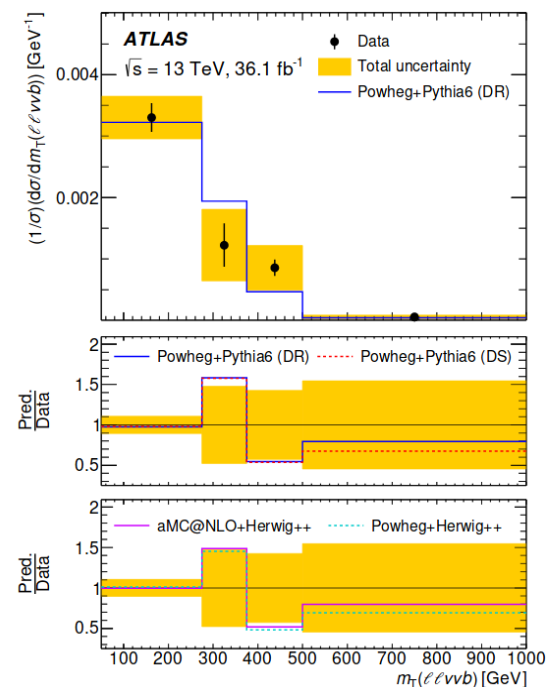 ATLAS
√s = 13 TeV, 36.1 fb⁻¹
Data
Total uncertainty
Powheg+Pythia6 (DR)
(1/σ)(dσ/dm_T(ℓℓννb)) [GeV⁻¹]
0.004
0.002
Powheg+Pythia6 (DR)
Powheg+Pythia6 (DS)
Pred.
Data
2
1.5
1
0.5
aMC@NLO+Herwig++
Powheg+Herwig++
Pred.
Data
2
1.5
1
0.5
100 200 300 400 500 600 700 800 900 1000
m_T(ℓℓννb) [GeV]